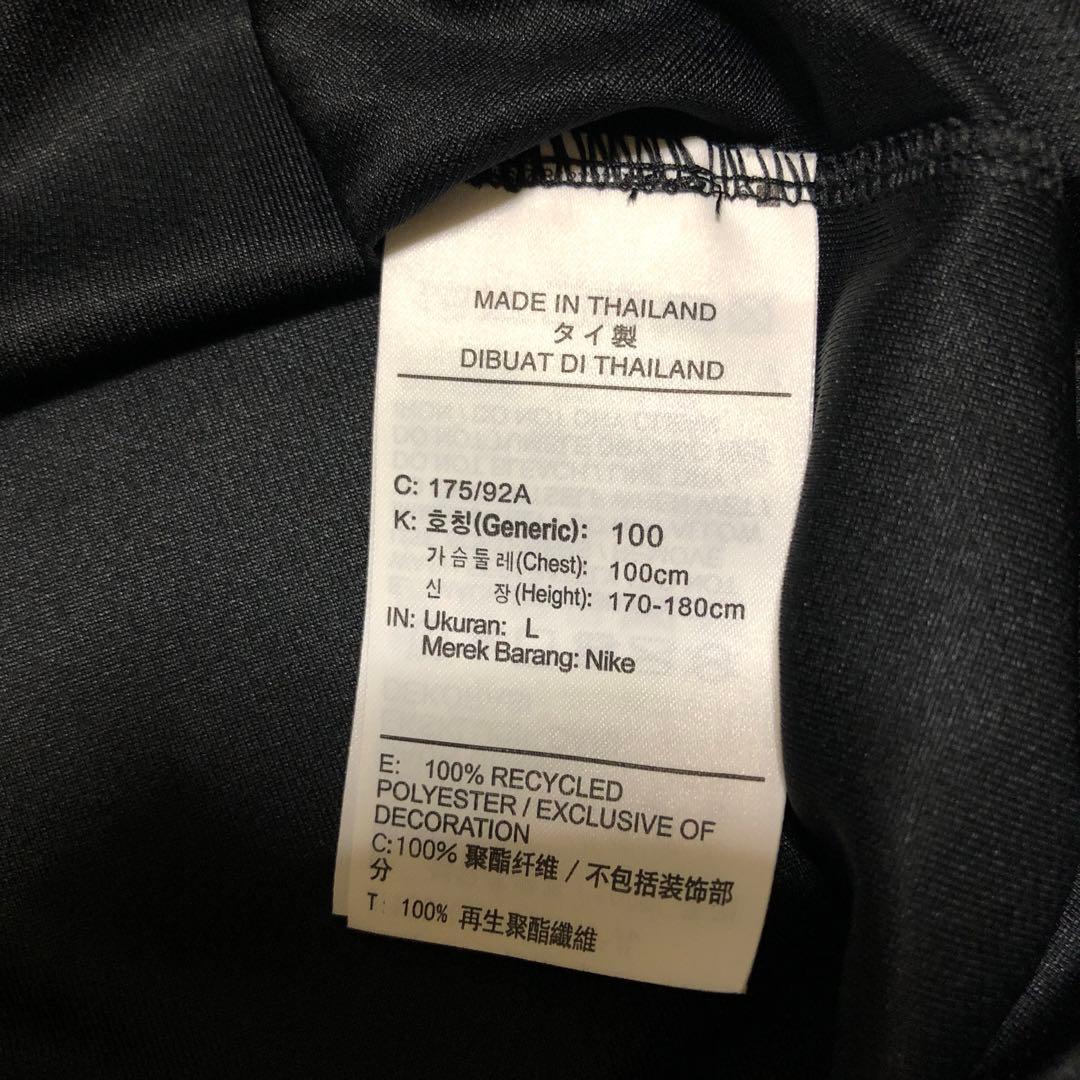 MADE IN THAILAND
タイ製
DIBUAT DI THAILAND
C: 175/92A
K: 호칭(Generic): 100
가슴둘레(Chest): 100cm
신 장(Height): 170-180cm
IN: Ukuran: L
Merek Barang: Nike
E: 100% RECYCLED
POLYESTER / EXCLUSIVE OF
DECORATION
C:100% 聚酯纤维 / 不包括装饰部
分
T: 100% 再生聚酯纖維